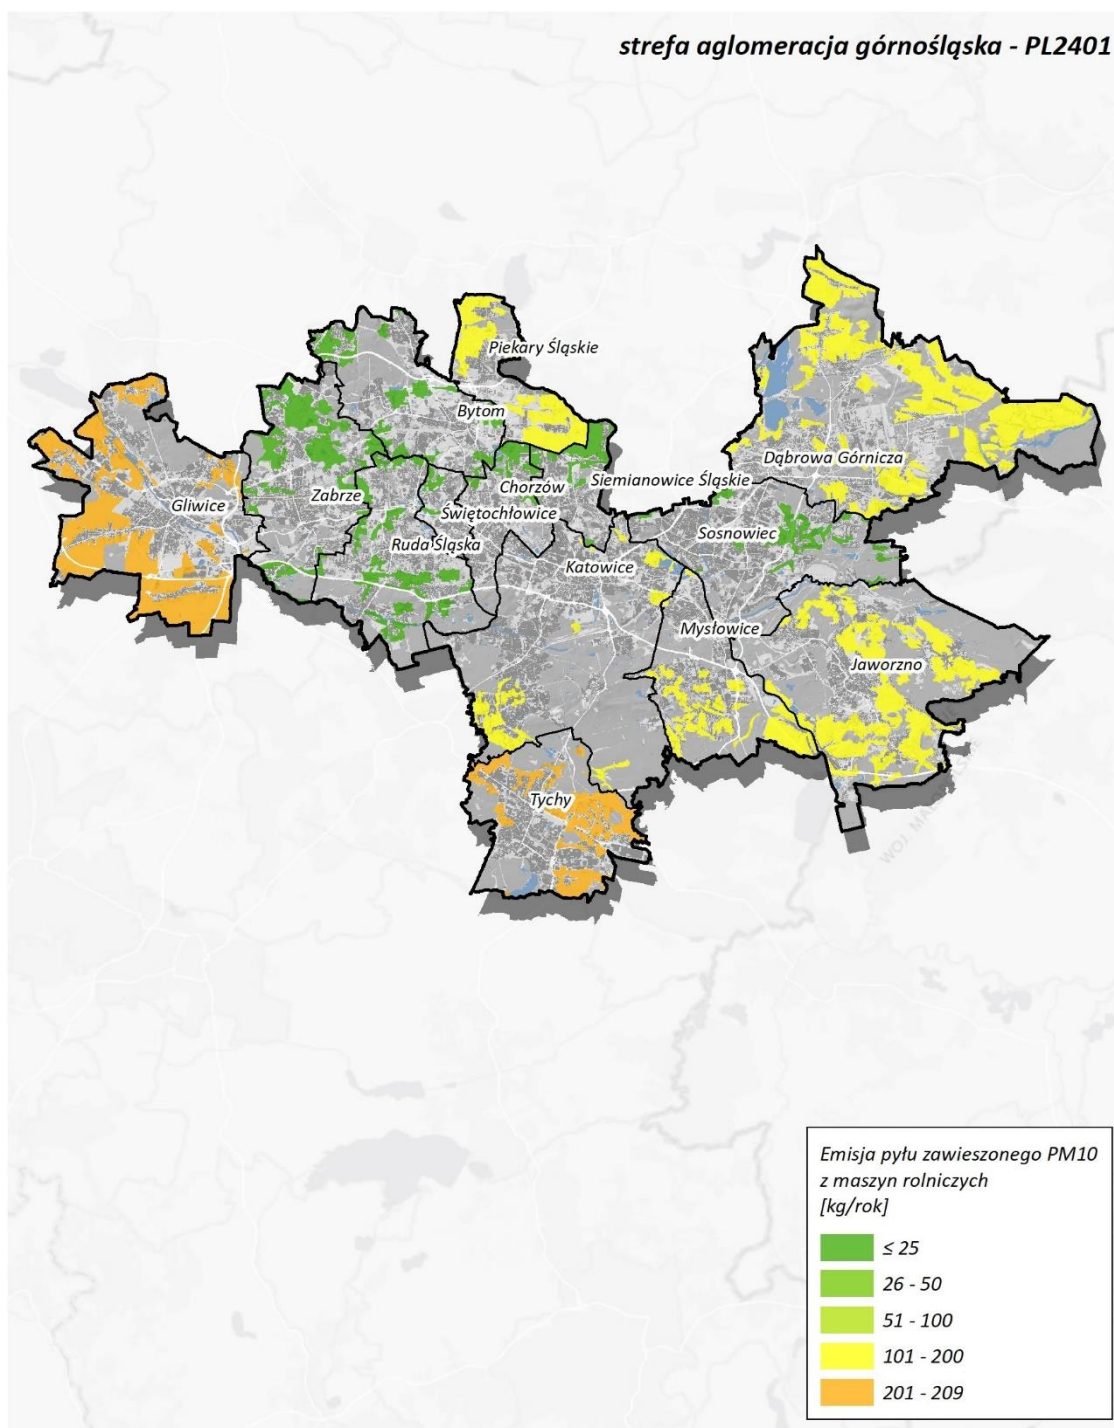 strefa aglomeracja górnośląska - PL2401
Piekary Śląskie
Bytom
Dąbrowa Górnicza
Siemianowice Śląskie
Chorzów
Zabrze
Gliwice
Świętochłowice
Sosnowiec
Ruda Śląska
Katowice
Mysłowice
Jaworzno
Tychy
Emisja pyłu zawieszonego PM10
z maszyn rolniczych
[kg/rok]
≤ 25
26 - 50
51 - 100
101 - 200
201 - 209